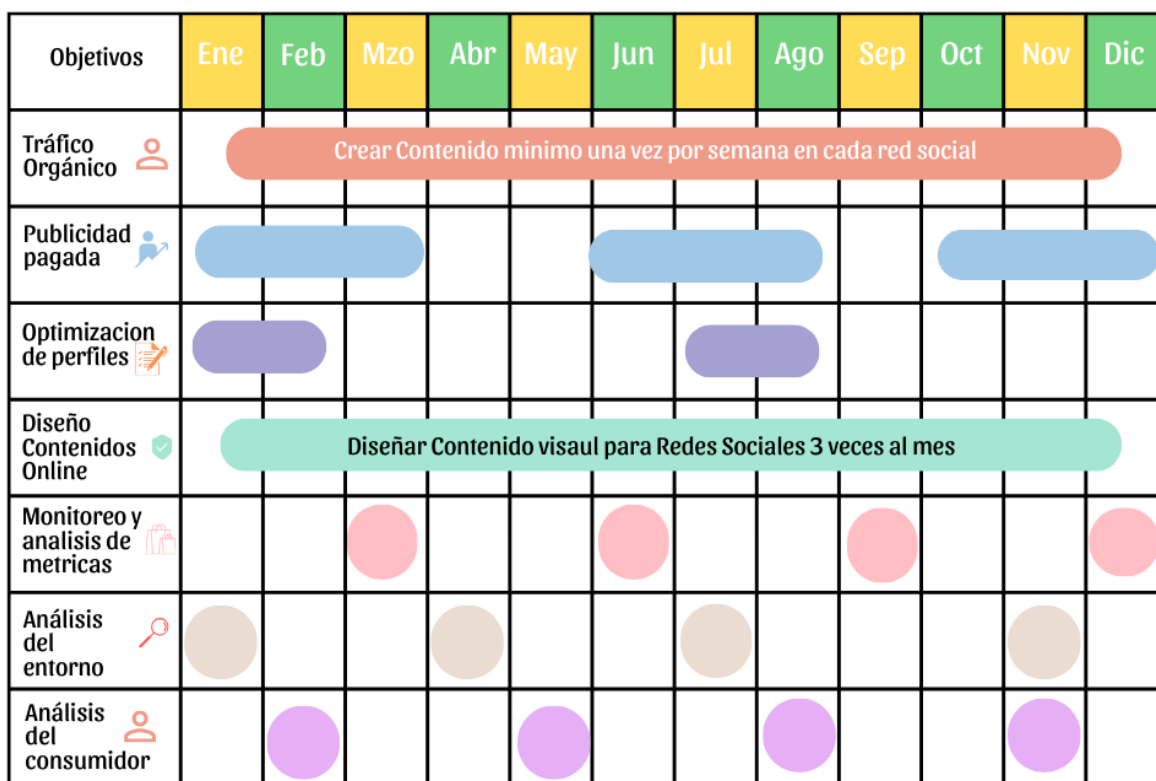 Objetivos Ene Feb Mzo Abr May Jun Jul Ago Sep Oct Nov Dic
Tráfico
Orgánico
Crear Contenido minimo una vez por semana en cada red social
Publicidad
pagada
Optimizacion
de perfiles
Diseño
Contenidos
Online
Diseñar Contenido visaul para Redes Sociales 3 veces al mes
Monitoreo y
analisis de
metricas
Análisis
del
entorno
Análisis
del
consumidor